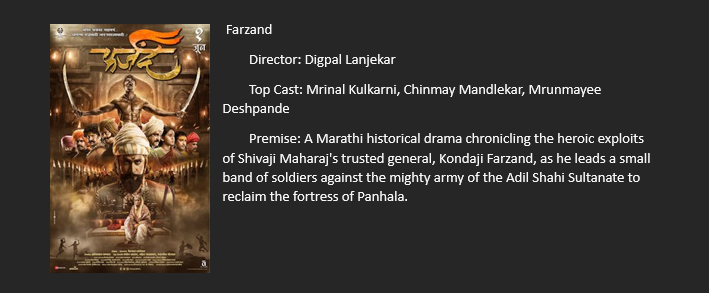 Farzand
Director: Digpal Lanjekar
Top Cast: Mrinal Kulkarni, Chinmay Mandlekar, Mrunmayee
Deshpande
Premise: A Marathi historical drama chronicling the heroic exploits
of Shivaji Maharaj's trusted general, Kondaji Farzand, as he leads a small
band of soldiers against the mighty army of the Adil Shahi Sultanate to
reclaim the fortress of Panhala.
फर्जंद
१
जून